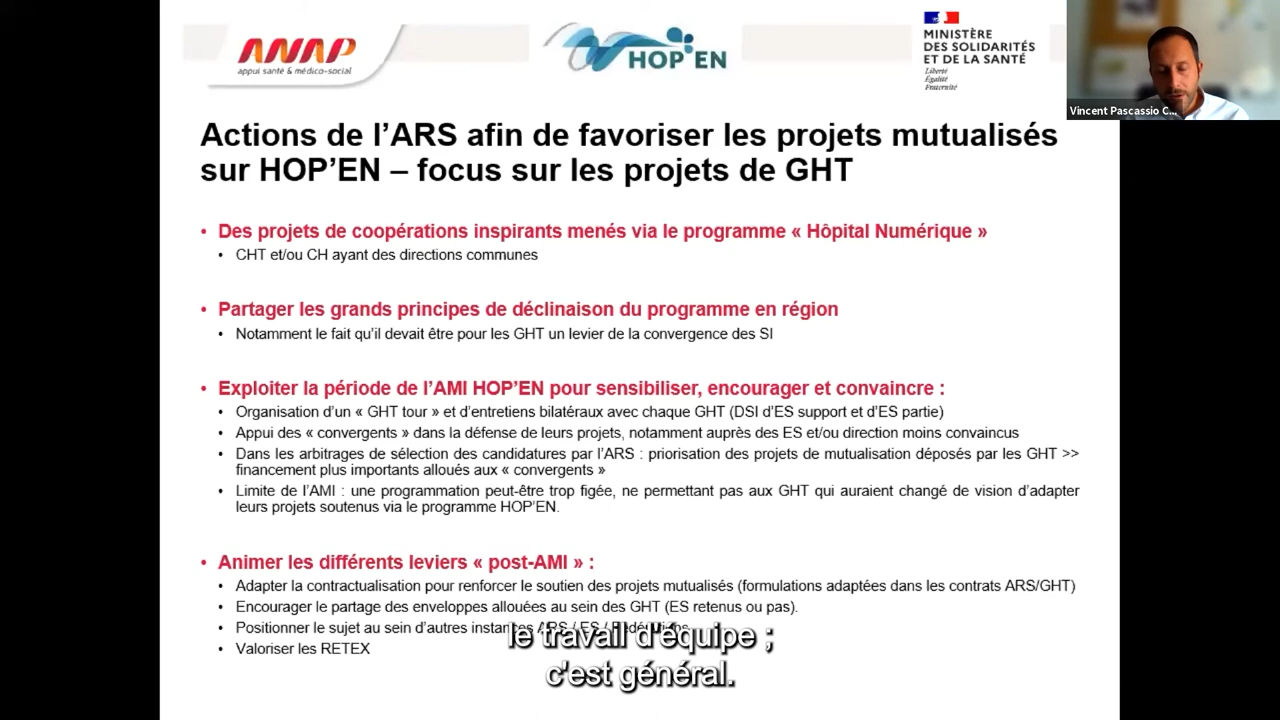 ANAP
appui santé & médico-social
HOP'EN
MINISTÈRE
DES SOLIDARITÉS
ET DE LA SANTÉ
Liberté
Égalité
Fraternité
Vincent Pascassio C...
Actions de l'ARS afin de favoriser les projets mutualisés
sur HOP'EN – focus sur les projets de GHT
• Des projets de coopérations inspirants menés via le programme « Hôpital Numérique »
• CHT et/ou CH ayant des directions communes
• Partager les grands principes de déclinaison du programme en région
• Notamment le fait qu'il devait être pour les GHT un levier de la convergence des SI
• Exploiter la période de l'AMI HOP'EN pour sensibiliser, encourager et convaincre :
• Organisation d'un « GHT tour » et d'entretiens bilatéraux avec chaque GHT (DSI d'ES support et d'ES partie)
• Appui des « convergents » dans la défense de leurs projets, notamment auprès des ES et/ou direction moins convaincus
• Dans les arbitrages de sélection des candidatures par l'ARS : priorisation des projets de mutualisation déposés par les GHT >>
financement plus importants alloués aux « convergents »
• Limite de l'AMI : une programmation peut-être trop figée, ne permettant pas aux GHT qui auraient changé de vision d'adapter
leurs projets soutenus via le programme HOP'EN.
• Animer les différents leviers « post-AMI » :
• Adapter la contractualisation pour renforcer le soutien des projets mutualisés (formulations adaptées dans les contrats ARS/GHT)
• Encourager le partage des enveloppes allouées au sein des GHT (ES retenus ou pas).
• Positionner le sujet au sein d'autres instances ARS / ES /
• Valoriser les RETEX
le travail d'équipe ;
c'est général.